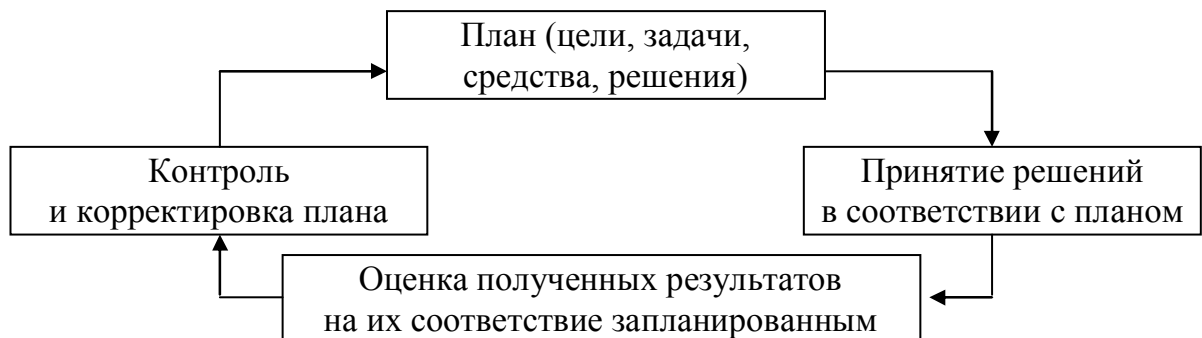 План (цели, задачи,
средства, решения)
Контроль
и корректировка плана
Принятие решений
в соответствии с планом
Оценка полученных результатов
на их соответствие запланированным